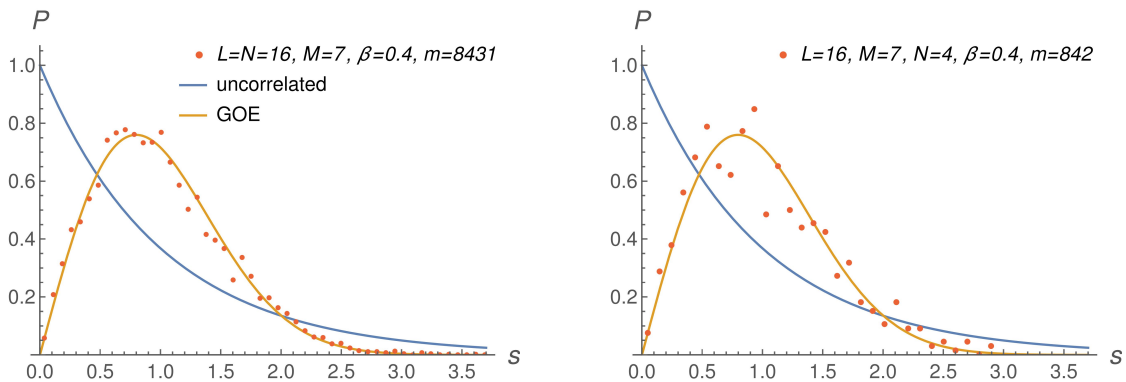 P
L=N=16, M=7, β=0.4, m=8431
uncorrelated
GOE
1.0
0.8
0.6
0.4
0.2
0.0 0.5 1.0 1.5 2.0 2.5 3.0 3.5 s
P
L=16, M=7, N=4, β=0.4, m=842
1.0
0.8
0.6
0.4
0.2
0.0 0.5 1.0 1.5 2.0 2.5 3.0 3.5 s